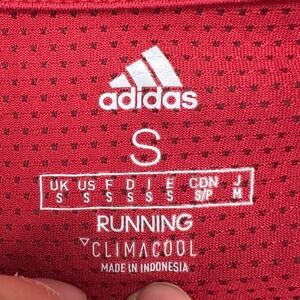 adidas
S
UK US F D I E CDN J
S S S S S S S/P M
RUNNING
CLIMACOOL
MADE IN INDONESIA